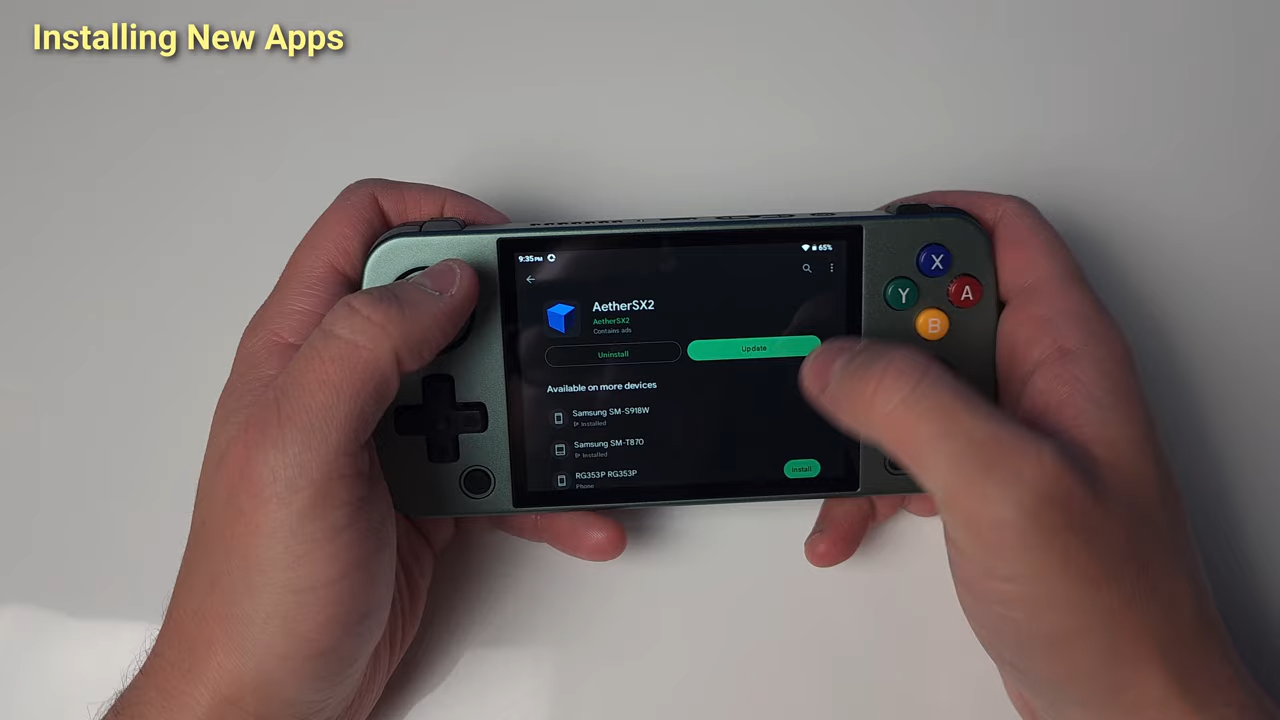 Installing New Apps
9:35 PM
65%
AetherSX2
AetherSX2
Contains ads
Uninstall
Update
Available on more devices
Samsung SM-S918W
Installed
Samsung SM-T870
Installed
RG353P RG353P
Phone
Install
X
Y
A
B